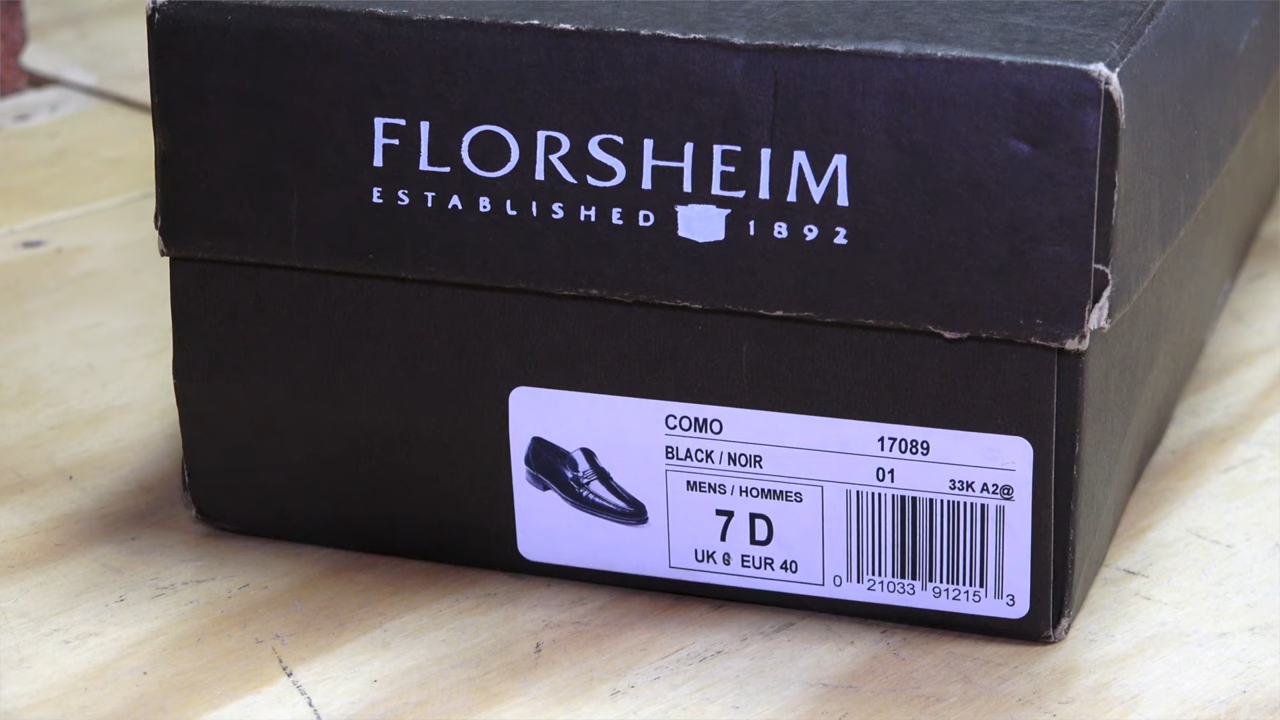 FLORSHEIM
ESTABLISHED 1892
COMO 17089
BLACK / NOIR 01 33K A2@
MENS / HOMMES
7 D
UK 6 EUR 40
0 21033 91215 3